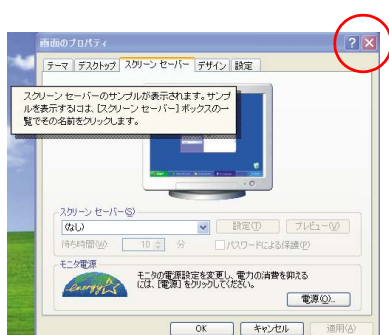 画面のプロパティ
テーマ デスクトップ スクリーン セーバー デザイン 設定
スクリーン セーバーのサンプルが表示されます。サンプ
ルを表示するには、[スクリーン セーバー] ボックスの一
覧でその名前をクリックします。
スクリーン セーバー(S)
(なし) 設定(T) プレビュー(V)
待ち時間(W): 10 分 パスワードによる保護(P)
モニタ電源
モニタの電源設定を変更し、電力の消費を抑える
には、[電源] をクリックしてください。
energy
電源(O)...
OK キャンセル 適用(A)